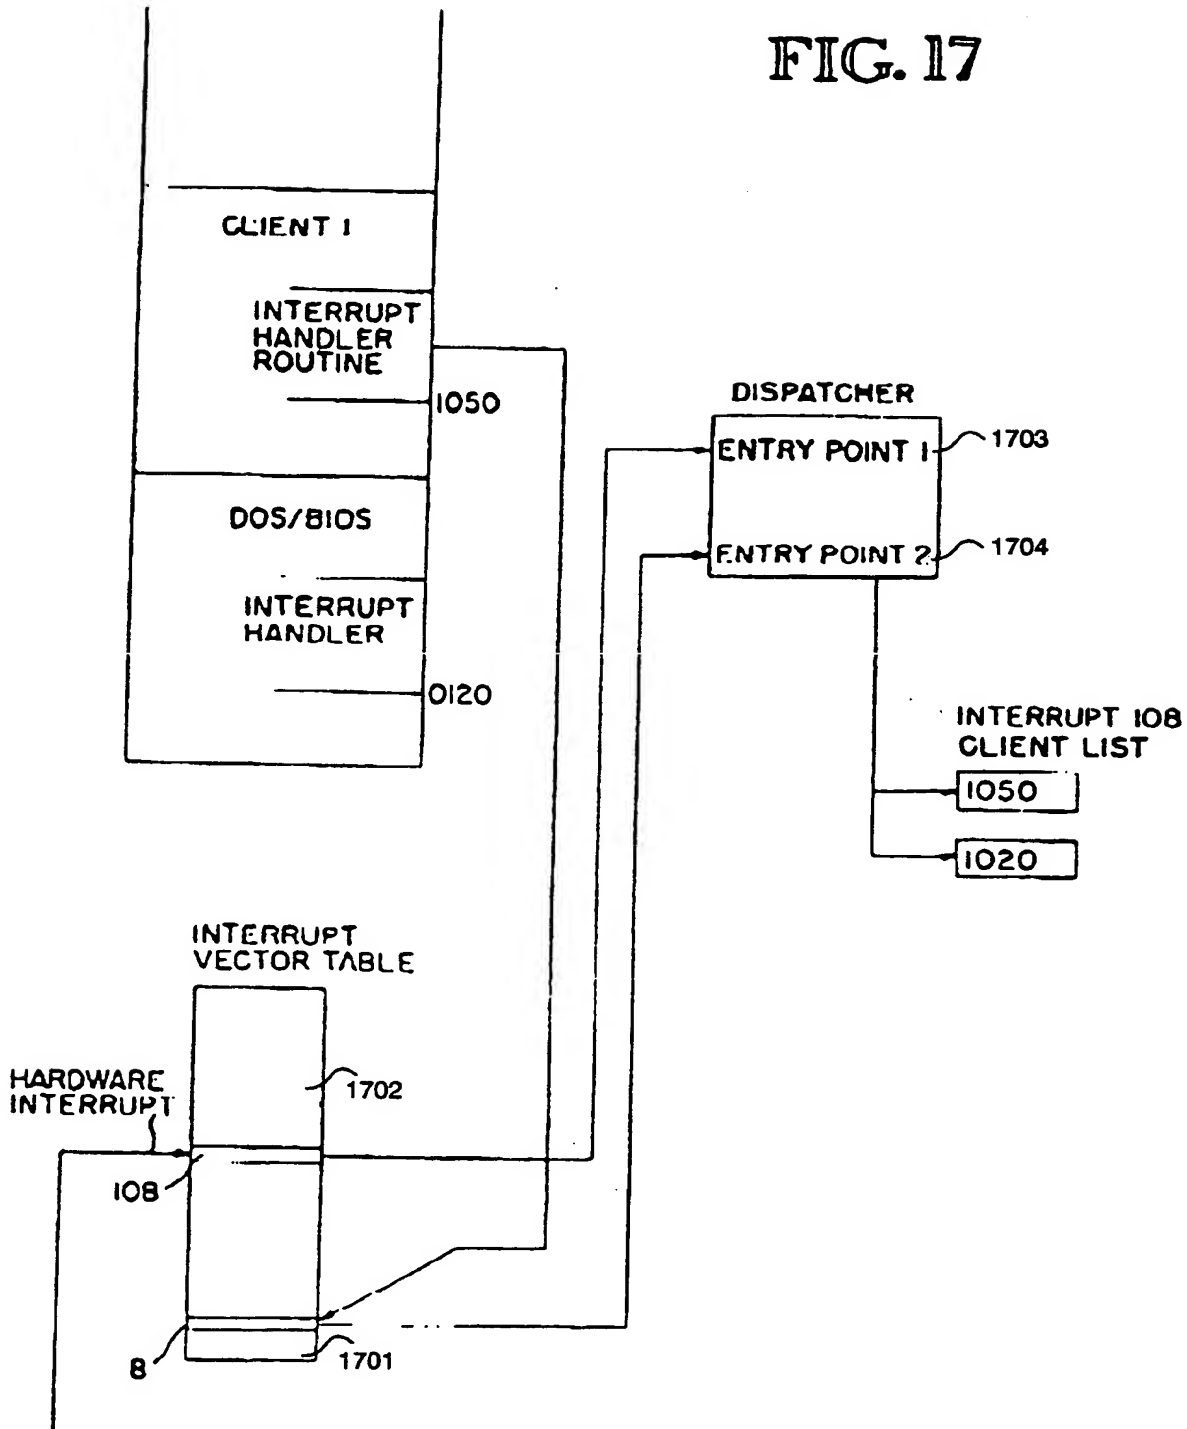 FIG. 17
CLIENT 1
INTERRUPT
HANDLER
ROUTINE
1050
DOS/BIOS
INTERRUPT
HANDLER
0120
DISPATCHER
ENTRY POINT 1
1703
ENTRY POINT 2
1704
INTERRUPT 108
CLIENT LIST
1050
1020
INTERRUPT
VECTOR TABLE
1702
HARDWARE
INTERRUPT
108
8
1701